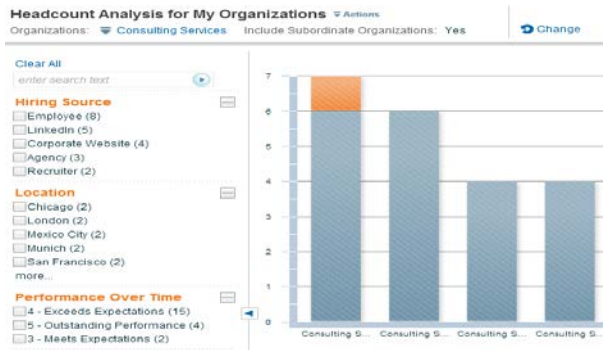 Headcount Analysis for My Organizations Actions
Organizations: Consulting Services Include Subordinate Organizations: Yes Change
Clear All
enter search text
Hiring Source
Employee (8)
LinkedIn (5)
Corporate Website (4)
Agency (3)
Recruiter (2)
Location
Chicago (2)
London (2)
Mexico City (2)
Munich (2)
San Francisco (2)
more...
Performance Over Time
4 - Exceeds Expectations (15)
5 - Outstanding Performance (4)
3 - Meets Expectations (2)
7
6
5
4
3
2
1
0
Consulting S... Consulting S... Consulting S... Consulting S...